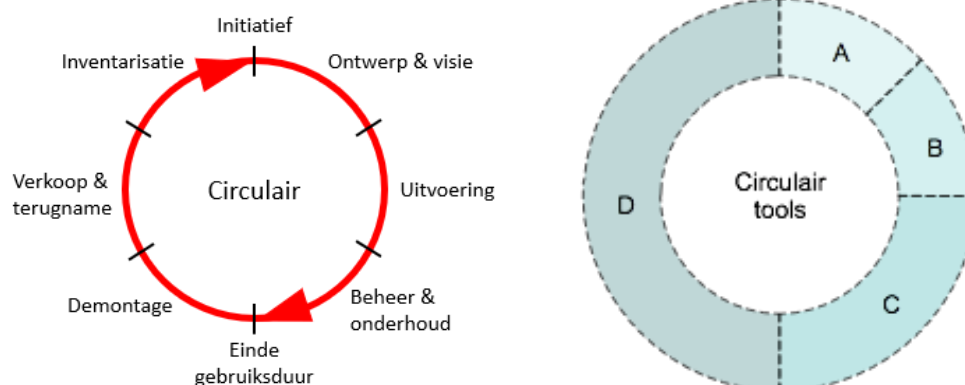 Initiatief
Inventarisatie
Ontwerp & visie
Verkoop &
terugname
Circulair
Uitvoering
Demontage
Beheer &
onderhoud
Einde
gebruiksduur
A
B
Circulair
tools
D
C